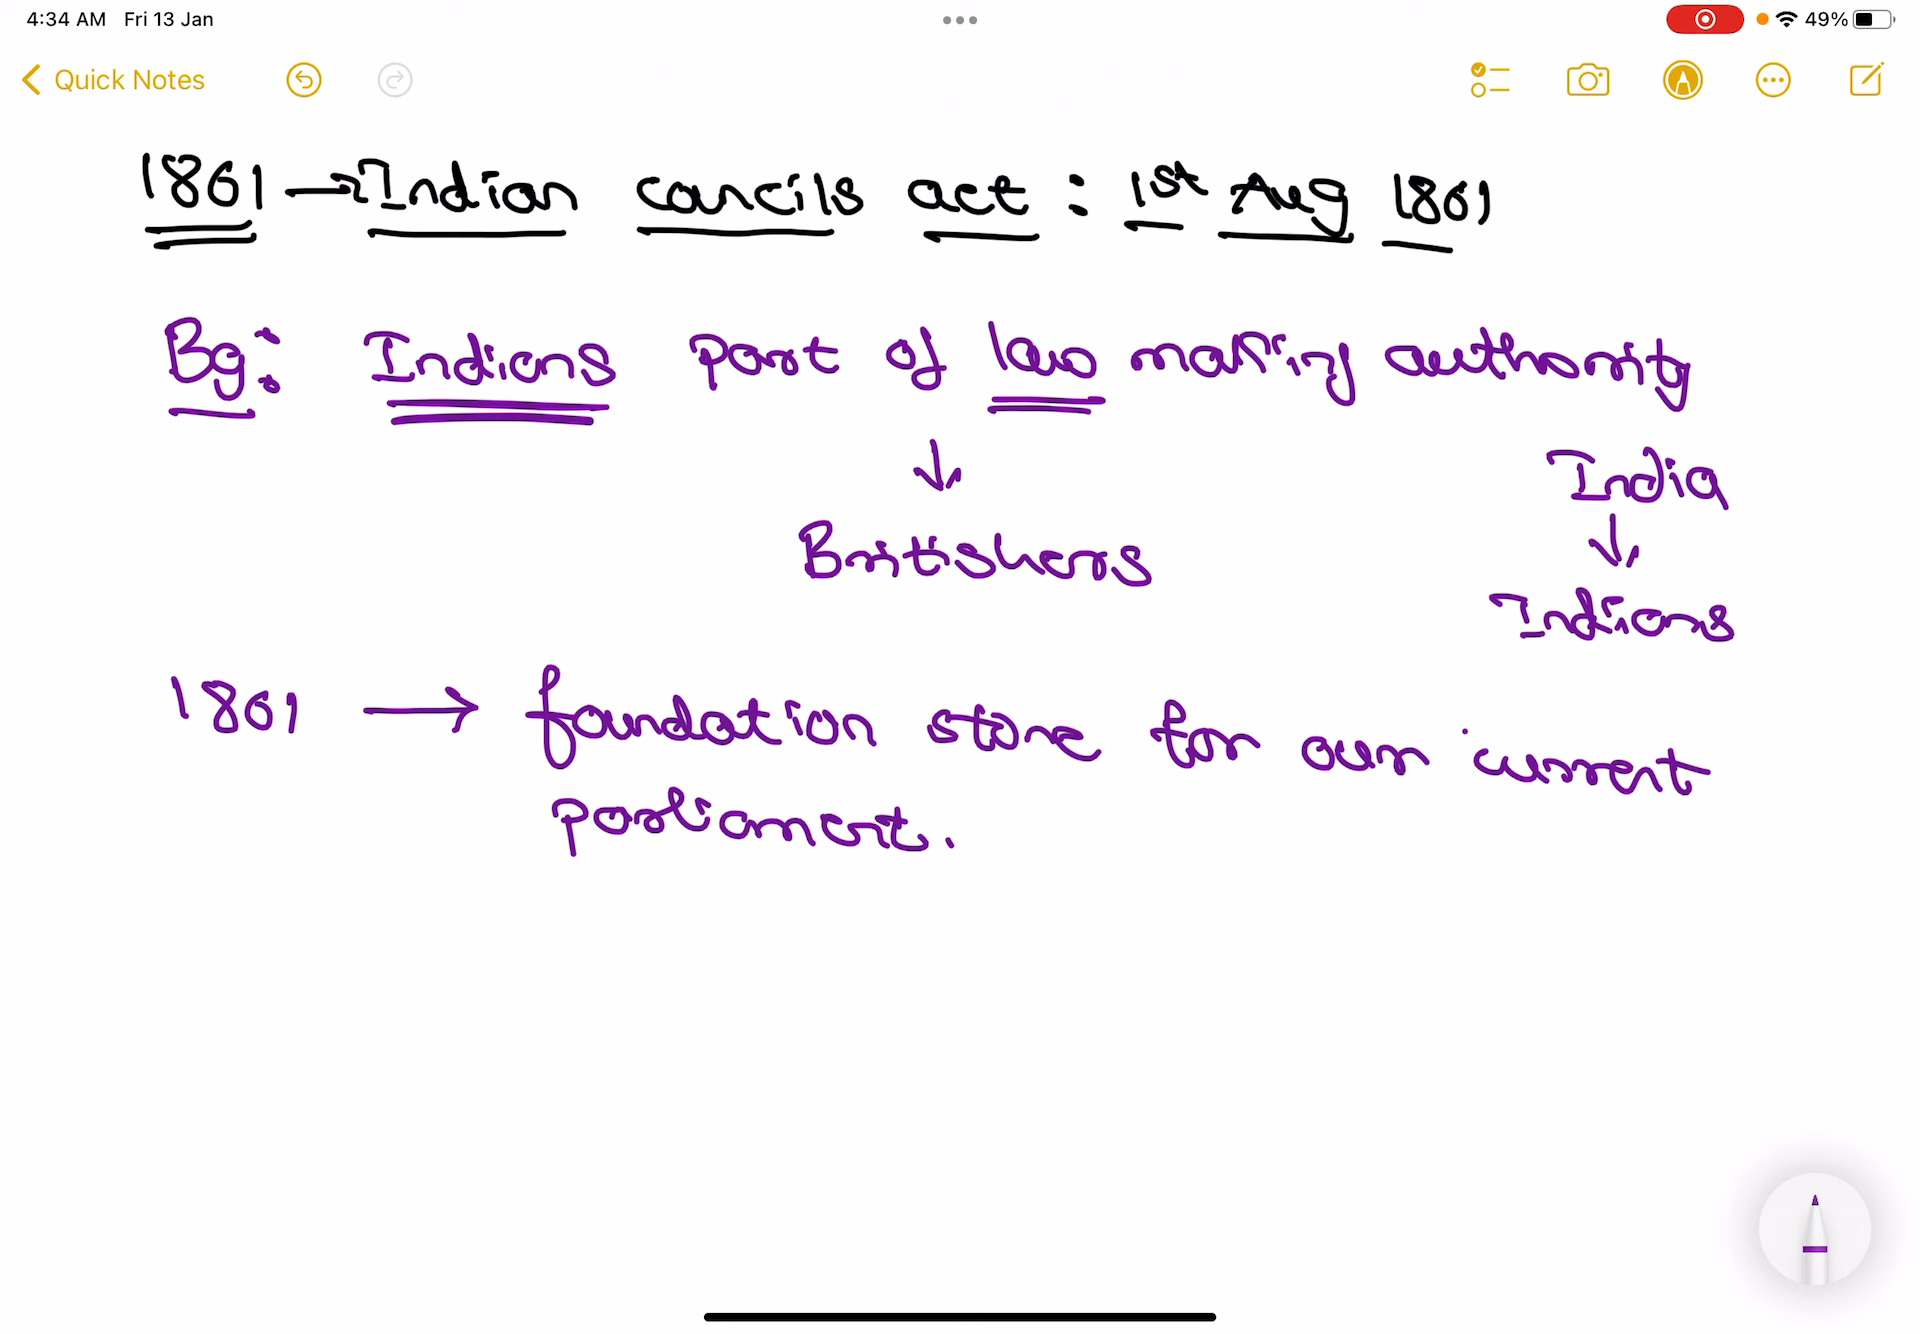 4:34 AM Fri 13 Jan
49%
Quick Notes
1861 → Indian councils act : 1st Aug 1861
Bg: Indians part of law making authority
↓
Britishers
India
↓
Indians
1861 → foundation stone for our current
parliament.